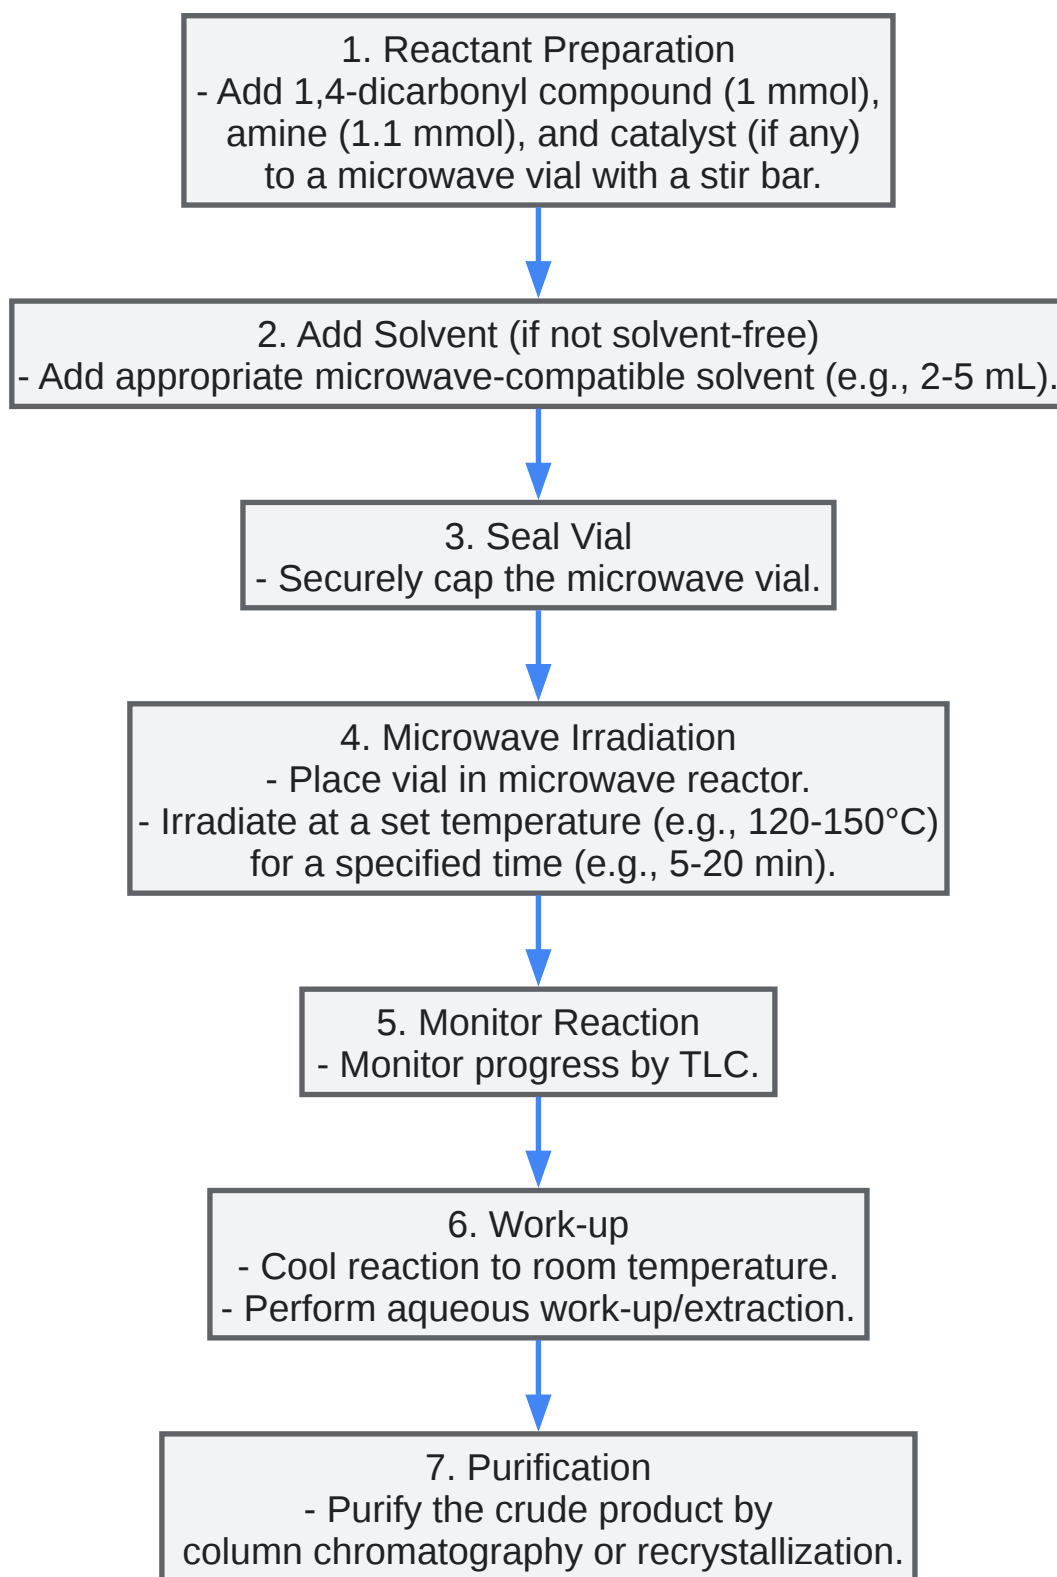 1. Reactant Preparation
- Add 1,4-dicarbonyl compound (1 mmol),
amine (1.1 mmol), and catalyst (if any)
to a microwave vial with a stir bar.
2. Add Solvent (if not solvent-free)
- Add appropriate microwave-compatible solvent (e.g., 2-5 mL).
3. Seal Vial
- Securely cap the microwave vial.
4. Microwave Irradiation
- Place vial in microwave reactor.
- Irradiate at a set temperature (e.g., 120-150°C)
for a specified time (e.g., 5-20 min).
5. Monitor Reaction
- Monitor progress by TLC.
6. Work-up
- Cool reaction to room temperature.
- Perform aqueous work-up/extraction.
7. Purification
- Purify the crude product by
column chromatography or recrystallization.